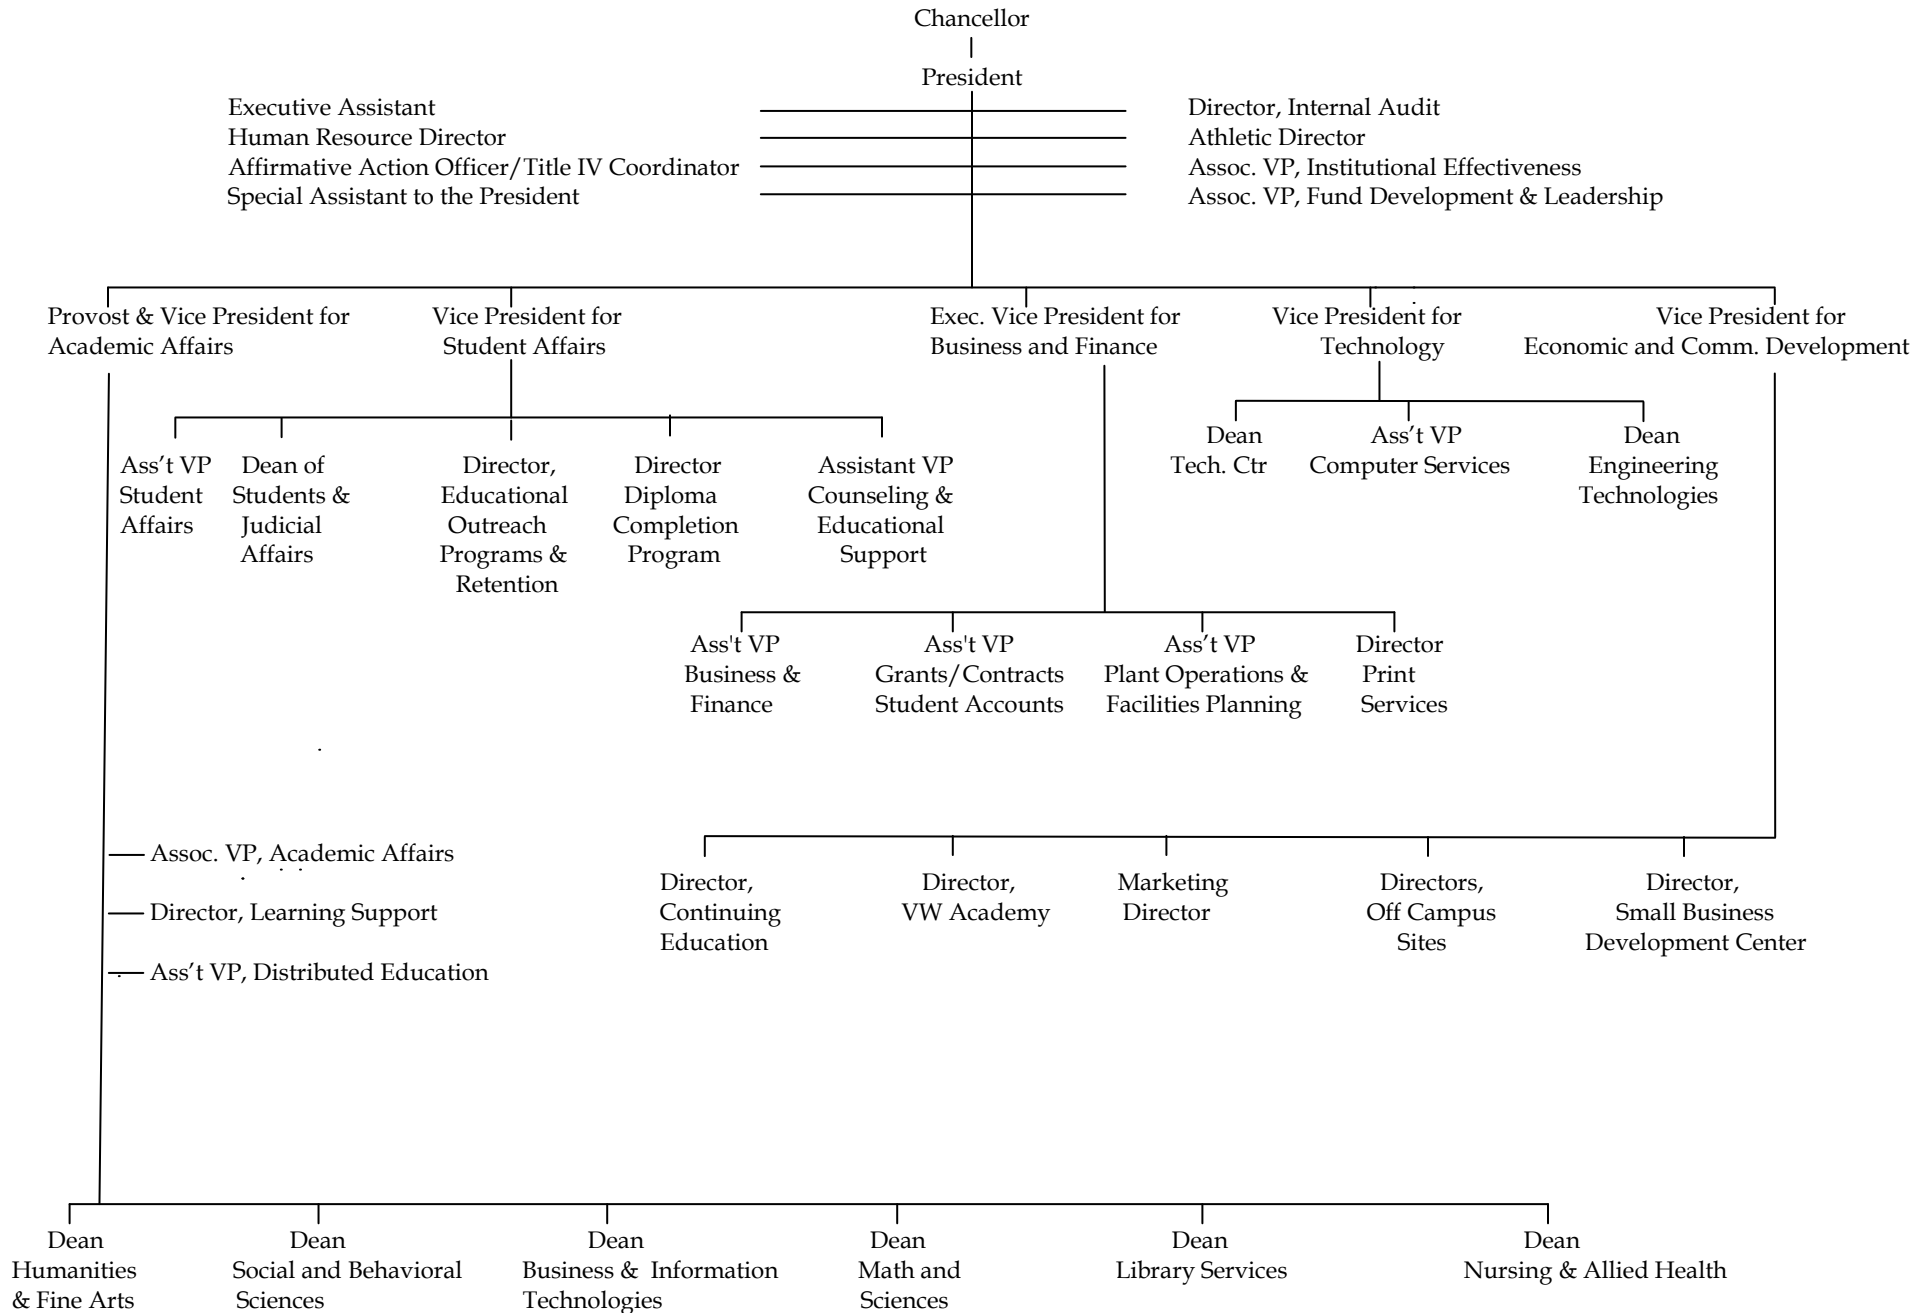 Chancellor
President
Executive Assistant
Human Resource Director
Affirmative Action Officer/Title IV Coordinator
Special Assistant to the President
Director, Internal Audit
Athletic Director
Assoc. VP, Institutional Effectiveness
Assoc. VP, Fund Development & Leadership
Provost & Vice President for
Academic Affairs
Vice President for
Student Affairs
Exec. Vice President for
Business and Finance
Vice President for
Technology
Vice President for
Economic and Comm. Development
Ass’t VP
Student
Affairs
Dean of
Students &
Judicial
Affairs
Director,
Educational
Outreach
Programs &
Retention
Director
Diploma
Completion
Program
Assistant VP
Counseling &
Educational
Support
Dean
Tech. Ctr
Ass’t VP
Computer Services
Dean
Engineering
Technologies
Ass't VP
Business &
Finance
Ass't VP
Grants/Contracts
Student Accounts
Ass’t VP
Plant Operations &
Facilities Planning
Director
Print
Services
Assoc. VP, Academic Affairs
Director, Learning Support
Ass’t VP, Distributed Education
Director,
Continuing
Education
Director,
VW Academy
Marketing
Director
Directors,
Off Campus
Sites
Director,
Small Business
Development Center
Dean
Humanities
& Fine Arts
Dean
Social and Behavioral
Sciences
Dean
Business & Information
Technologies
Dean
Math and
Sciences
Dean
Library Services
Dean
Nursing & Allied Health